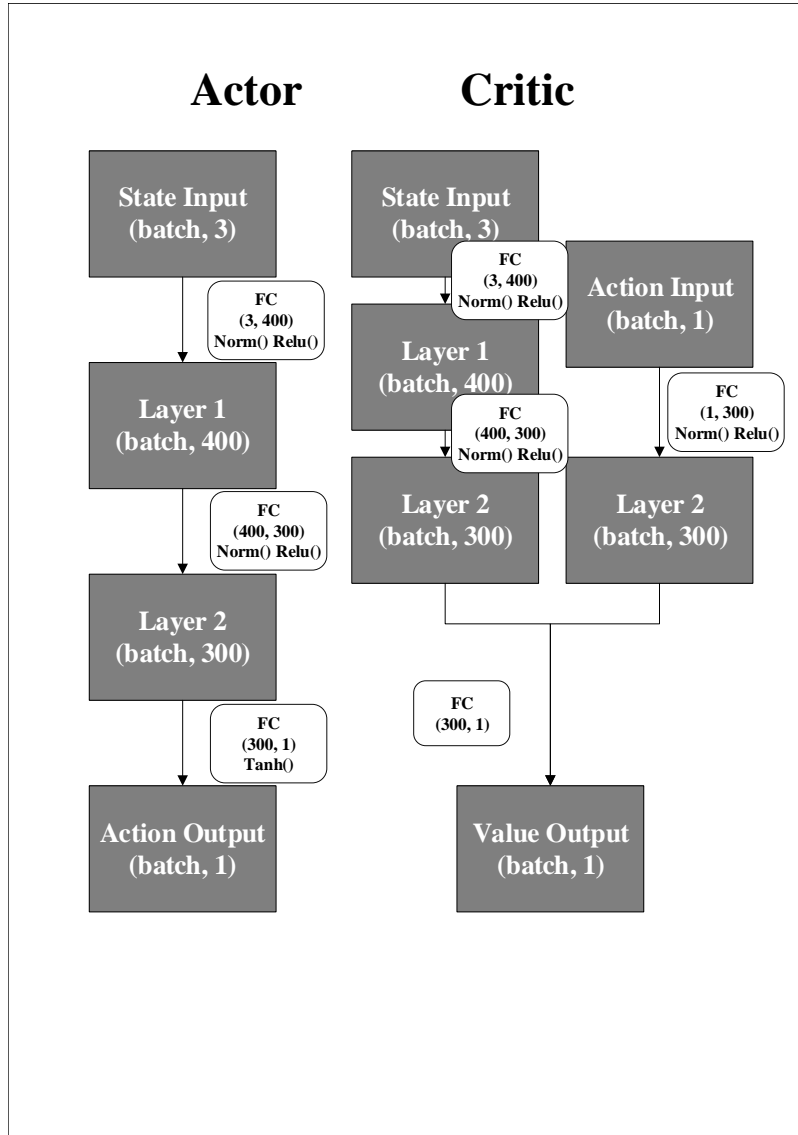 Actor
Critic
State Input
(batch, 3)
FC
(3, 400)
Norm() Relu()
Layer 1
(batch, 400)
FC
(400, 300)
Norm() Relu()
Layer 2
(batch, 300)
FC
(300, 1)
Tanh()
Action Output
(batch, 1)
State Input
(batch, 3)
FC
(3, 400)
Norm() Relu()
Layer 1
(batch, 400)
FC
(400, 300)
Norm() Relu()
Layer 2
(batch, 300)
Action Input
(batch, 1)
FC
(1, 300)
Norm() Relu()
Layer 2
(batch, 300)
FC
(300, 1)
Value Output
(batch, 1)